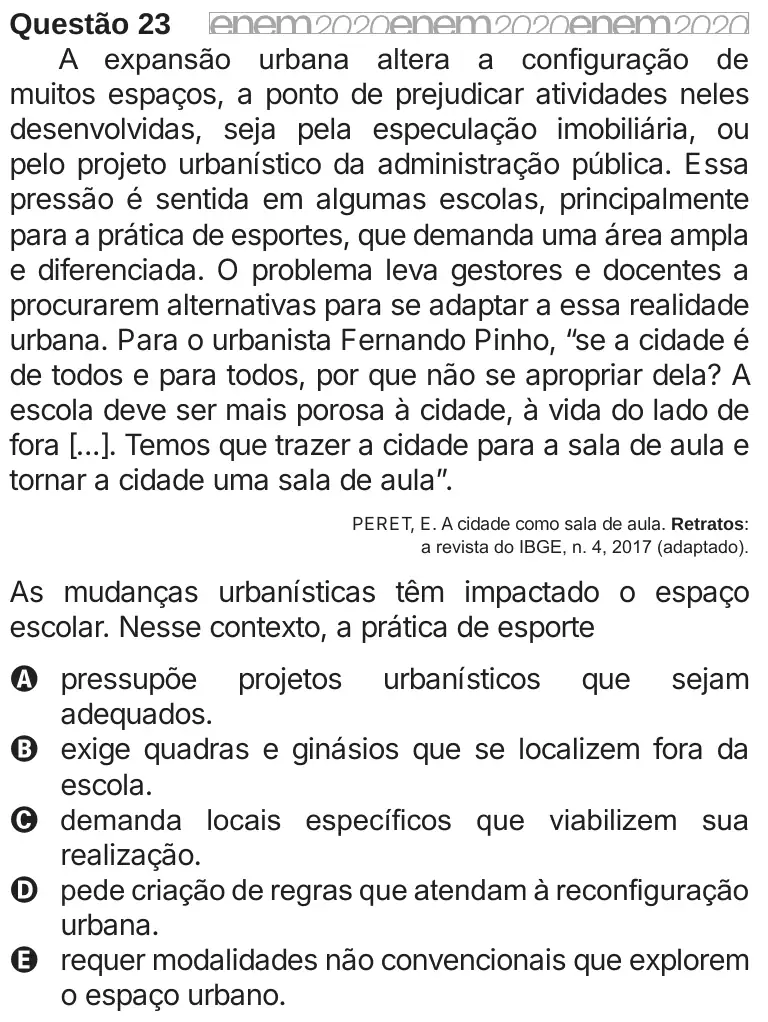 Questão 23 enem2020enem2020enem2020
A expansão urbana altera a configuração de
muitos espaços, a ponto de prejudicar atividades neles
desenvolvidas, seja pela especulação imobiliária, ou
pelo projeto urbanístico da administração pública. Essa
pressão é sentida em algumas escolas, principalmente
para a prática de esportes, que demanda uma área ampla
e diferenciada. O problema leva gestores e docentes a
procurarem alternativas para se adaptar a essa realidade
urbana. Para o urbanista Fernando Pinho, “se a cidade é
de todos e para todos, por que não se apropriar dela? A
escola deve ser mais porosa à cidade, à vida do lado de
fora [...]. Temos que trazer a cidade para a sala de aula e
tornar a cidade uma sala de aula”.
PERET, E. A cidade como sala de aula. Retratos:
a revista do IBGE, n. 4, 2017 (adaptado).
As mudanças urbanísticas têm impactado o espaço
escolar. Nesse contexto, a prática de esporte
A pressupõe projetos urbanísticos que sejam
adequados.
B exige quadras e ginásios que se localizem fora da
escola.
C demanda locais específicos que viabilizem sua
realização.
D pede criação de regras que atendam à reconfiguração
urbana.
E requer modalidades não convencionais que explorem
o espaço urbano.